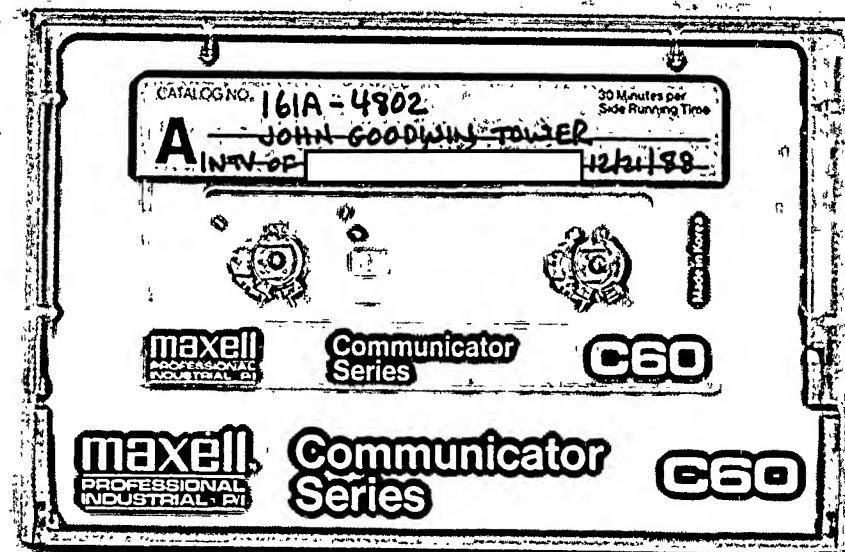 CATALOG NO. 161A-4802
30 Minutes per
Side Running Time
A
JOHN GOODWIN TOWER
INTV OF 12/21/88
Made in Korea
maxell
PROFESSIONAL
INDUSTRIAL P/I
Communicator
Series
C60
maxell
PROFESSIONAL
INDUSTRIAL P/I
Communicator
Series
C60